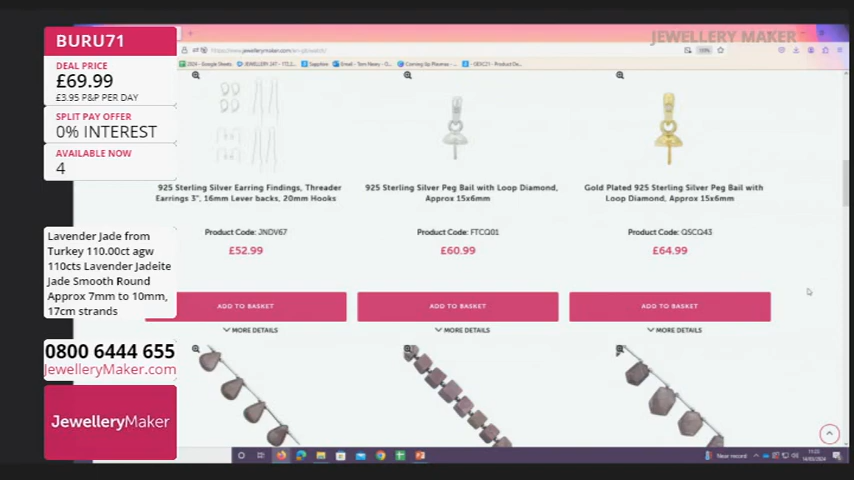 BURU71
DEAL PRICE
£69.99
£3.95 P&P PER DAY
SPLIT PAY OFFER
0% INTEREST
AVAILABLE NOW
4
Lavender Jade from
Turkey 110.00ct agw
110cts Lavender Jadeite
Jade Smooth Round
Approx 7mm to 10mm,
17cm strands
0800 6444 655
JewelleryMaker.com
JewelleryMaker
JEWELLERY MAKER
925 Sterling Silver Earring Findings, Threader
Earrings 3", 16mm Lever backs, 20mm Hooks
Product Code: JNDV67
£52.99
ADD TO BASKET
MORE DETAILS
925 Sterling Silver Peg Bail with Loop Diamond,
Approx 15x6mm
Product Code: FTCQ01
£60.99
ADD TO BASKET
MORE DETAILS
Gold Plated 925 Sterling Silver Peg Bail with
Loop Diamond, Approx 15x6mm
Product Code: QSCQ43
£64.99
ADD TO BASKET
MORE DETAILS
Near record
11:22